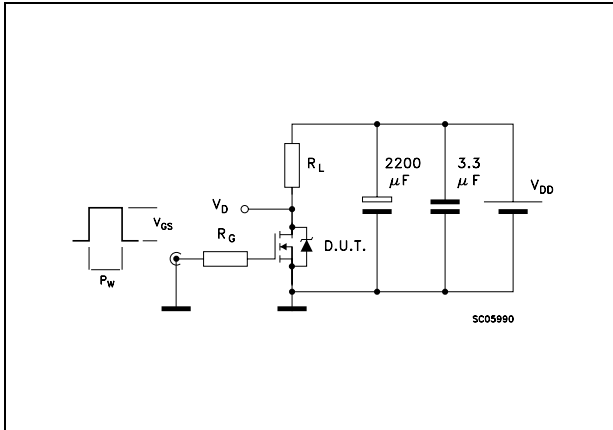 R_L
2200
μF
3.3
μF
V_DD
V_D
V_GS
R_G
D.U.T.
P_W
SC05990